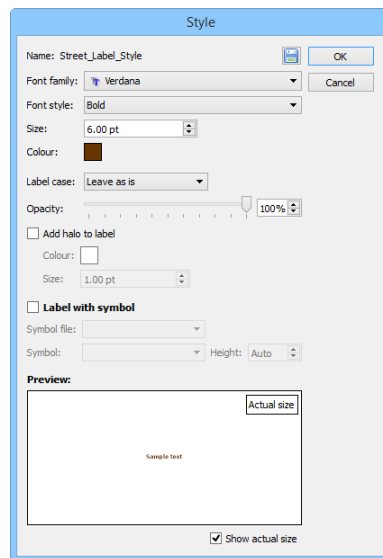 Style
Name: Street_Label_Style
OK
Font family: Verdana
Cancel
Font style: Bold
Size: 6.00 pt
Colour:
Label case: Leave as is
Opacity: 100%
Add halo to label
Colour:
Size: 1.00 pt
Label with symbol
Symbol file:
Symbol: Height: Auto
Preview:
Actual size
Sample text
Show actual size